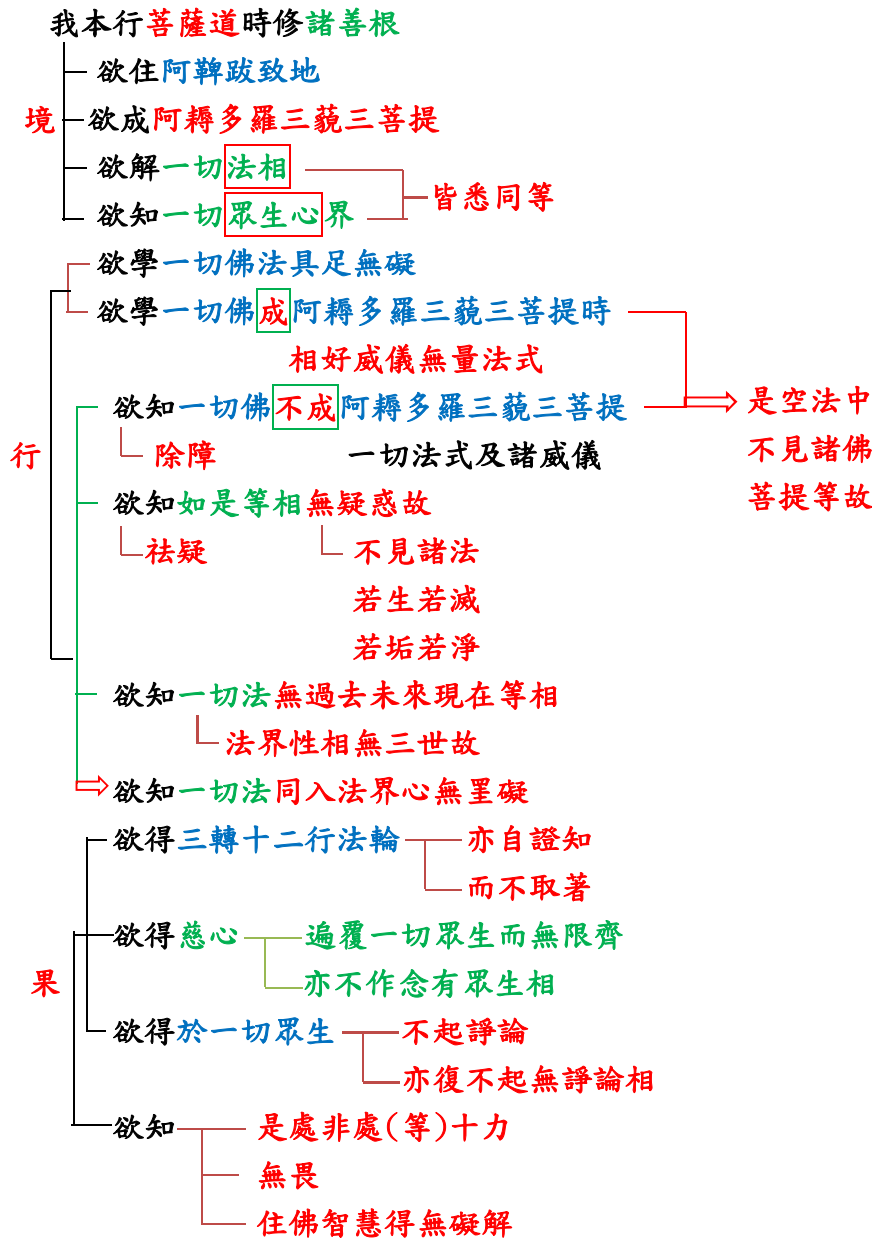 我本行菩薩道時修諸善根
欲住阿鞞跋致地
境
欲成阿耨多羅三藐三菩提
欲解一切法相
皆悉同等
欲知一切眾生心界
欲學一切佛法具足無礙
欲學一切佛成阿耨多羅三藐三菩提時
相好威儀無量法式
欲知一切佛不成阿耨多羅三藐三菩提
是空法中
行
除障
一切法式及諸威儀
不見諸佛
菩提等故
欲知如是等相無疑惑故
祛疑
不見諸法
若生若滅
若垢若淨
欲知一切法無過去未來現在等相
法界性相無三世故
欲知一切法同入法界心無罣礙
欲得三轉十二行法輪
亦自證知
而不取著
欲得慈心
遍覆一切眾生而無限齊
果
亦不作念有眾生相
欲得於一切眾生
不起諍論
亦復不起無諍論相
欲知
是處非處(等)十力
無畏
住佛智慧得無礙解